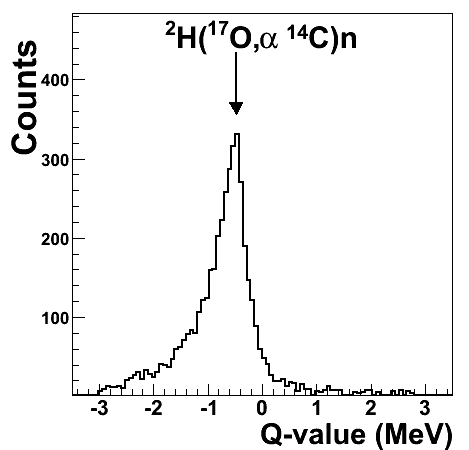 ²H(¹⁷O,α ¹⁴C)n
Counts
400
300
200
100
-3 -2 -1 0 1 2 3
Q-value (MeV)